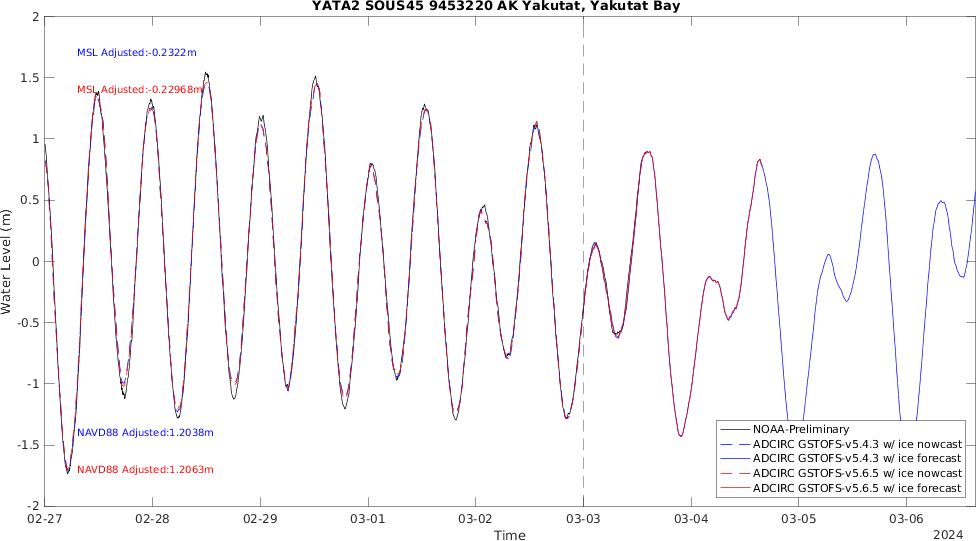 YATA2 SOUS45 9453220 AK Yakutat, Yakutat Bay
2
1.5
1
0.5
0
-0.5
-1
-1.5
-2
Water Level (m)
MSL Adjusted:-0.2322m
MSL Adjusted:-0.22968m
NAVD88 Adjusted:1.2038m
NAVD88 Adjusted:1.2063m
NOAA-Preliminary
ADCIRC GSTOFS-v5.4.3 w/ ice nowcast
ADCIRC GSTOFS-v5.4.3 w/ ice forecast
ADCIRC GSTOFS-v5.6.5 w/ ice nowcast
ADCIRC GSTOFS-v5.6.5 w/ ice forecast
02-27 02-28 02-29 03-01 03-02 03-03 03-04 03-05 03-06
Time
2024